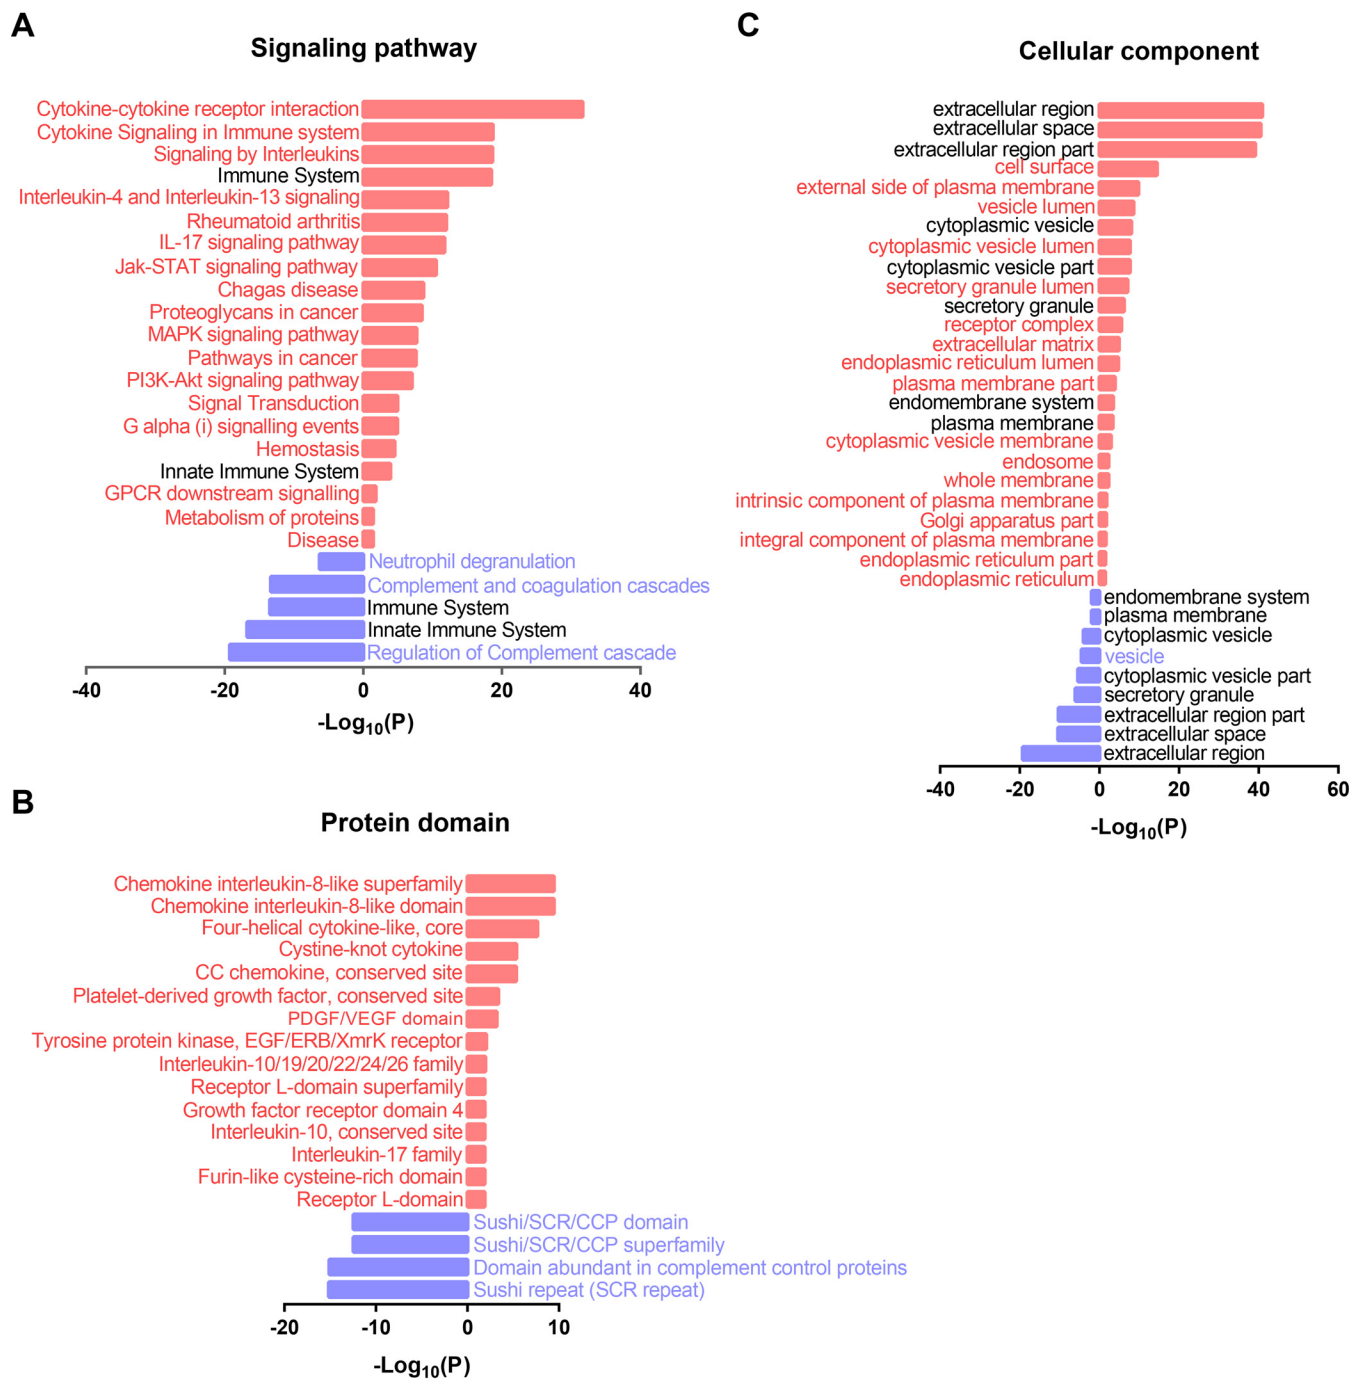 A
Signaling pathway
Cytokine-cytokine receptor interaction
Cytokine Signaling in Immune system
Signaling by Interleukins
Immune System
Interleukin-4 and Interleukin-13 signaling
Rheumatoid arthritis
IL-17 signaling pathway
Jak-STAT signaling pathway
Chagas disease
Proteoglycans in cancer
MAPK signaling pathway
Pathways in cancer
PI3K-Akt signaling pathway
Signal Transduction
G alpha (i) signalling events
Hemostasis
Innate Immune System
GPCR downstream signalling
Metabolism of proteins
Disease
Neutrophil degranulation
Complement and coagulation cascades
Immune System
Innate Immune System
Regulation of Complement cascade
-40 -20 0 20 40
-Log10(P)
B
Protein domain
Chemokine interleukin-8-like superfamily
Chemokine interleukin-8-like domain
Four-helical cytokine-like, core
Cystine-knot cytokine
CC chemokine, conserved site
Platelet-derived growth factor, conserved site
PDGF/VEGF domain
Tyrosine protein kinase, EGF/ERB/XmrK receptor
Interleukin-10/19/20/22/24/26 family
Receptor L-domain superfamily
Growth factor receptor domain 4
Interleukin-10, conserved site
Interleukin-17 family
Furin-like cysteine-rich domain
Receptor L-domain
Sushi/SCR/CCP domain
Sushi/SCR/CCP superfamily
Domain abundant in complement control proteins
Sushi repeat (SCR repeat)
-20 -10 0 10
-Log10(P)
C
Cellular component
extracellular region
extracellular space
extracellular region part
cell surface
external side of plasma membrane
vesicle lumen
cytoplasmic vesicle
cytoplasmic vesicle lumen
cytoplasmic vesicle part
secretory granule lumen
secretory granule
receptor complex
extracellular matrix
endoplasmic reticulum lumen
plasma membrane part
endomembrane system
plasma membrane
cytoplasmic vesicle membrane
endosome
whole membrane
intrinsic component of plasma membrane
Golgi apparatus part
integral component of plasma membrane
endoplasmic reticulum part
endoplasmic reticulum
endomembrane system
plasma membrane
cytoplasmic vesicle
vesicle
cytoplasmic vesicle part
secretory granule
extracellular region part
extracellular space
extracellular region
-40 -20 0 20 40 60
-Log10(P)